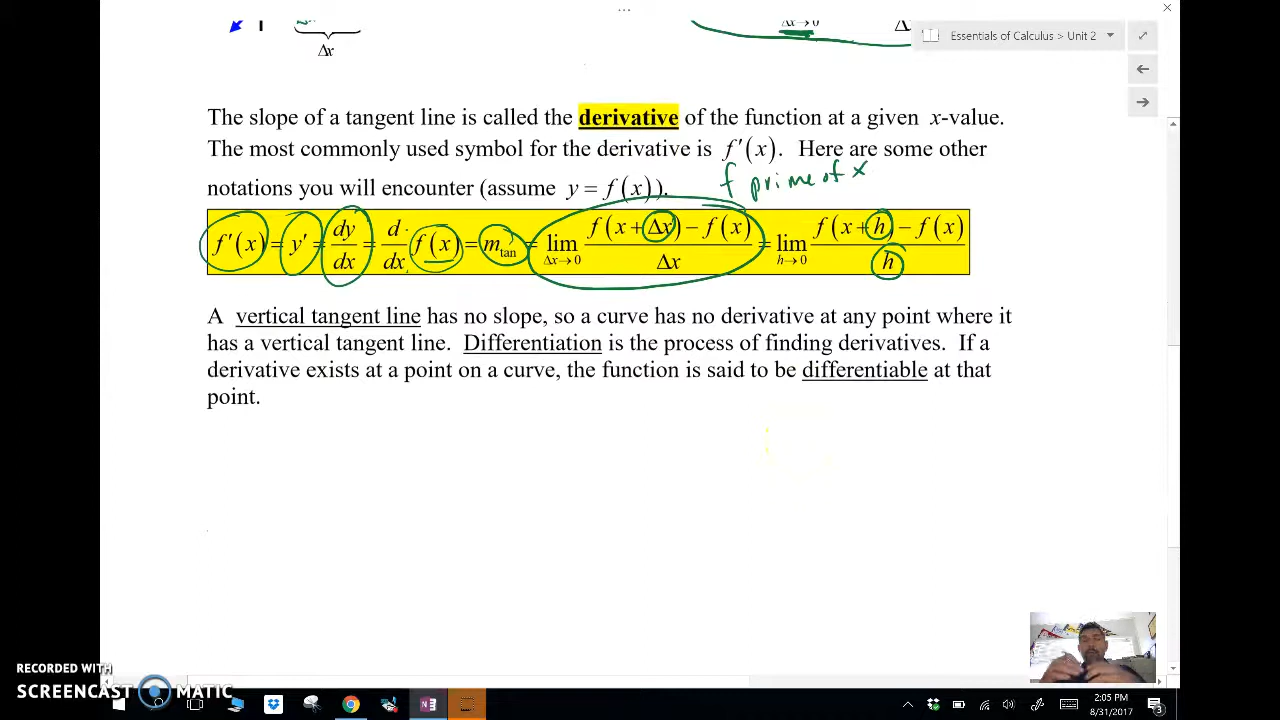 Δx
Δx→0
Essentials of Calculus > Unit 2
The slope of a tangent line is called the derivative of the function at a given x-value.
The most commonly used symbol for the derivative is f′(x). Here are some other
notations you will encounter (assume y = f(x)).
f prime of x
f′(x) = y′ = dy/dx = d/dx f(x) = m_tan = lim Δx→0 f(x+Δx)−f(x)/Δx = lim h→0 f(x+h)−f(x)/h
A vertical tangent line has no slope, so a curve has no derivative at any point where it
has a vertical tangent line. Differentiation is the process of finding derivatives. If a
derivative exists at a point on a curve, the function is said to be differentiable at that
point.
RECORDED WITH
SCREENCAST MATIC
2:05 PM
8/31/2017